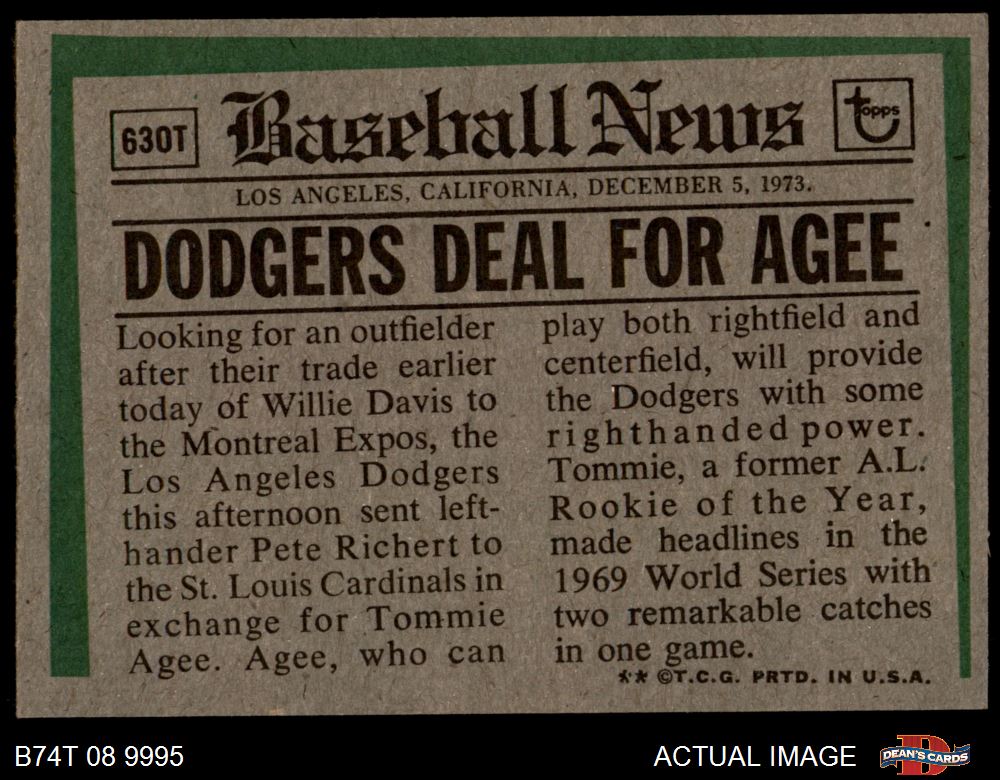 630T
Baseball News
topps
LOS ANGELES, CALIFORNIA, DECEMBER 5, 1973.
DODGERS DEAL FOR AGEE
Looking for an outfielder
after their trade earlier
today of Willie Davis to
the Montreal Expos, the
Los Angeles Dodgers
this afternoon sent left-
hander Pete Richert to
the St. Louis Cardinals in
exchange for Tommie
Agee. Agee, who can
play both rightfield and
centerfield, will provide
the Dodgers with some
righthanded power.
Tommie, a former A.L.
Rookie of the Year,
made headlines in the
1969 World Series with
two remarkable catches
in one game.
** ©T.C.G. PRTD. IN U.S.A.
B74T 08 9995
ACTUAL IMAGE
DEAN'S CARDS